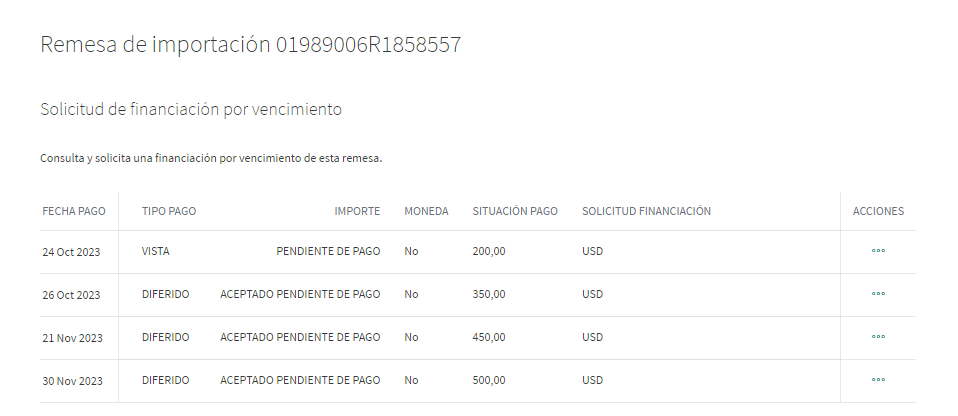 Remesa de importación 01989006R1858557
Solicitud de financiación por vencimiento
Consulta y solicita una financiación por vencimiento de esta remesa.
FECHA PAGO TIPO PAGO IMPORTE MONEDA SITUACIÓN PAGO SOLICITUD FINANCIACIÓN ACCIONES
24 Oct 2023 VISTA PENDIENTE DE PAGO No 200,00 USD
26 Oct 2023 DIFERIDO ACEPTADO PENDIENTE DE PAGO No 350,00 USD
21 Nov 2023 DIFERIDO ACEPTADO PENDIENTE DE PAGO No 450,00 USD
30 Nov 2023 DIFERIDO ACEPTADO PENDIENTE DE PAGO No 500,00 USD